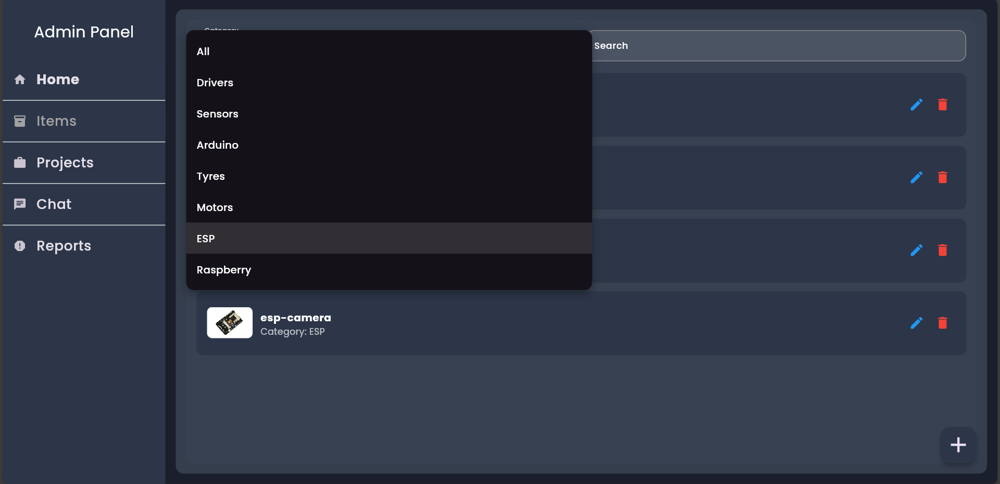 Admin Panel
Home
Items
Projects
Chat
Reports
Category
Search
All
Drivers
Sensors
Arduino
Tyres
Motors
ESP
Raspberry
esp-camera
Category: ESP